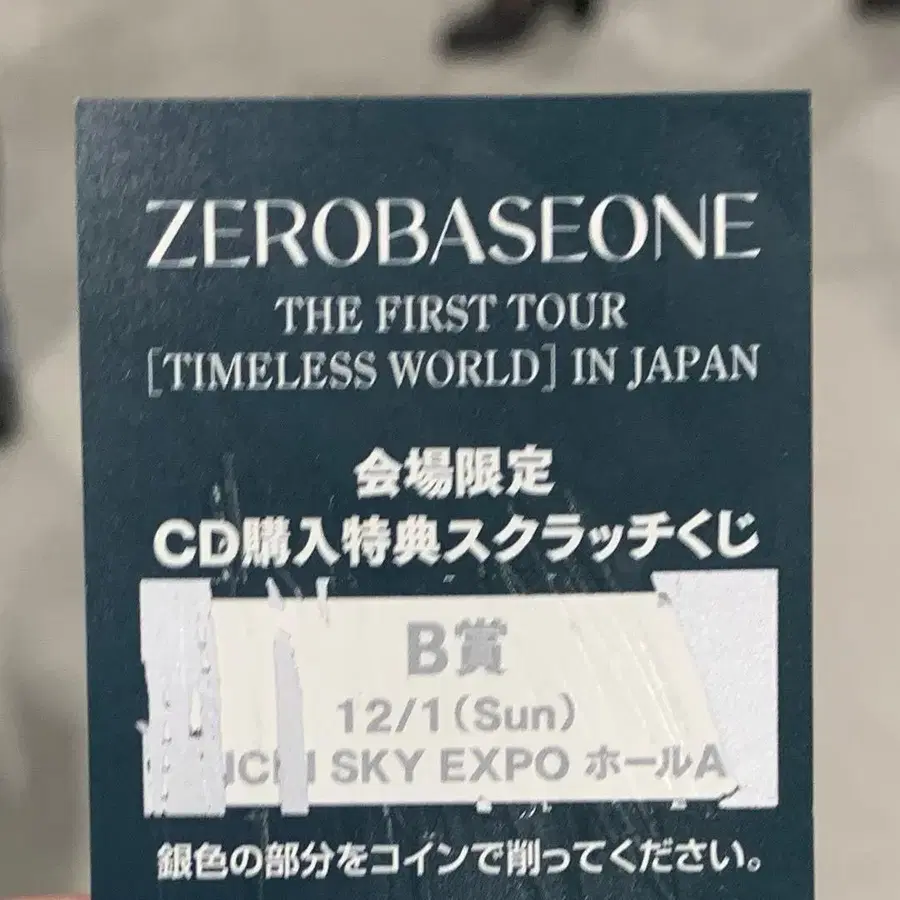 ZEROBASEONE
THE FIRST TOUR
[TIMELESS WORLD] IN JAPAN
会場限定
CD購入特典スクラッチくじ
B賞
12/1(Sun)
SKY EXPO ホールA
銀色の部分をコインで削ってください。